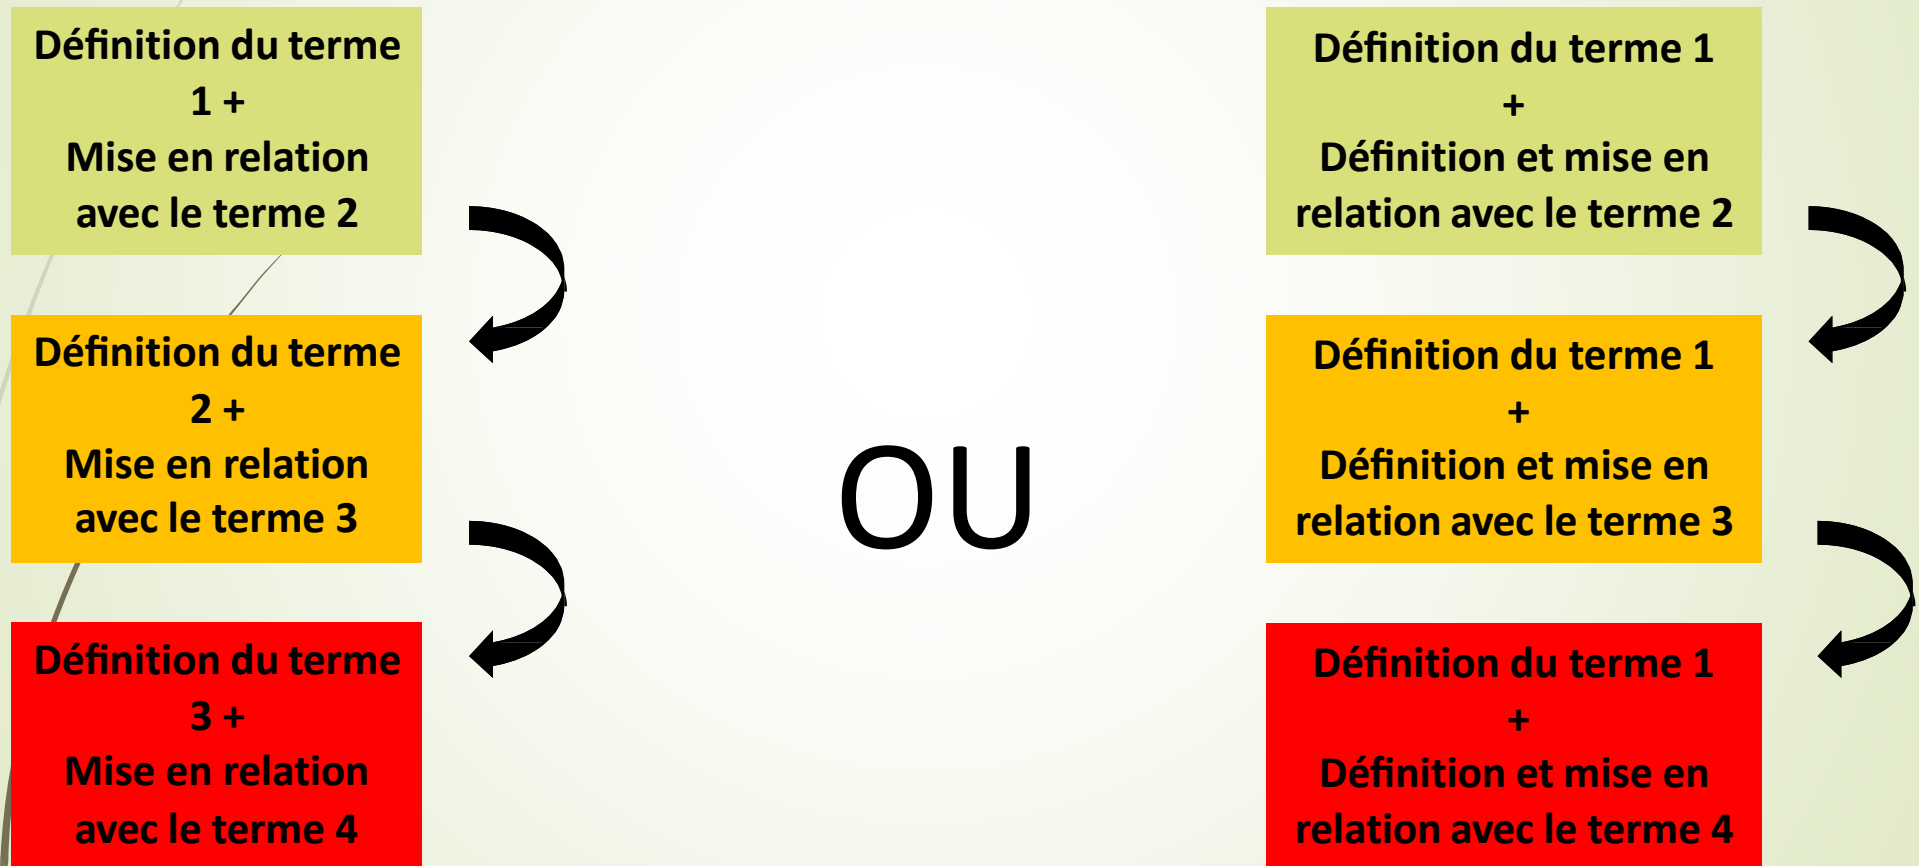 Définition du terme
1 +
Mise en relation
avec le terme 2
Définition du terme
2 +
Mise en relation
avec le terme 3
Définition du terme
3 +
Mise en relation
avec le terme 4
OU
Définition du terme 1
+
Définition et mise en
relation avec le terme 2
Définition du terme 1
+
Définition et mise en
relation avec le terme 3
Définition du terme 1
+
Définition et mise en
relation avec le terme 4